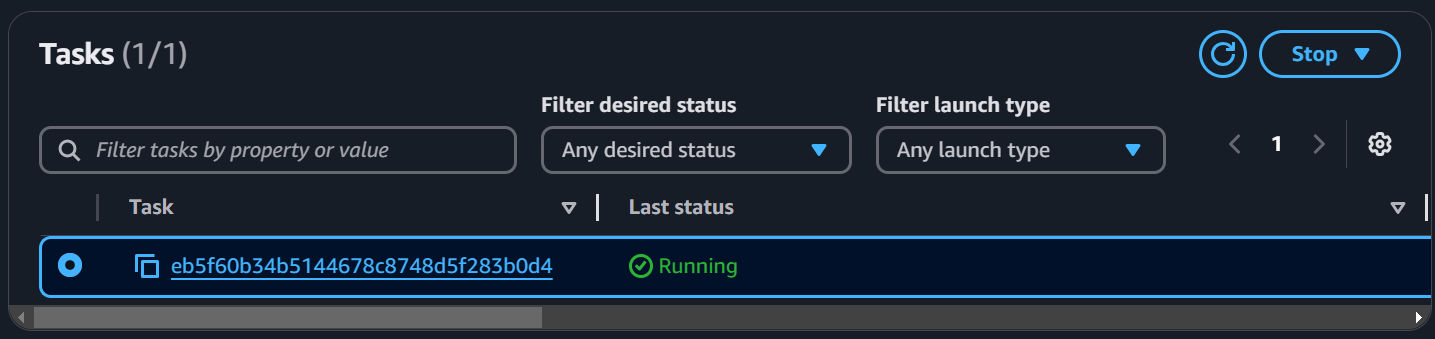 Tasks (1/1)
Stop
Filter desired status
Filter launch type
Filter tasks by property or value
Any desired status
Any launch type
1
Task
Last status
eb5f60b34b5144678c8748d5f283b0d4
Running